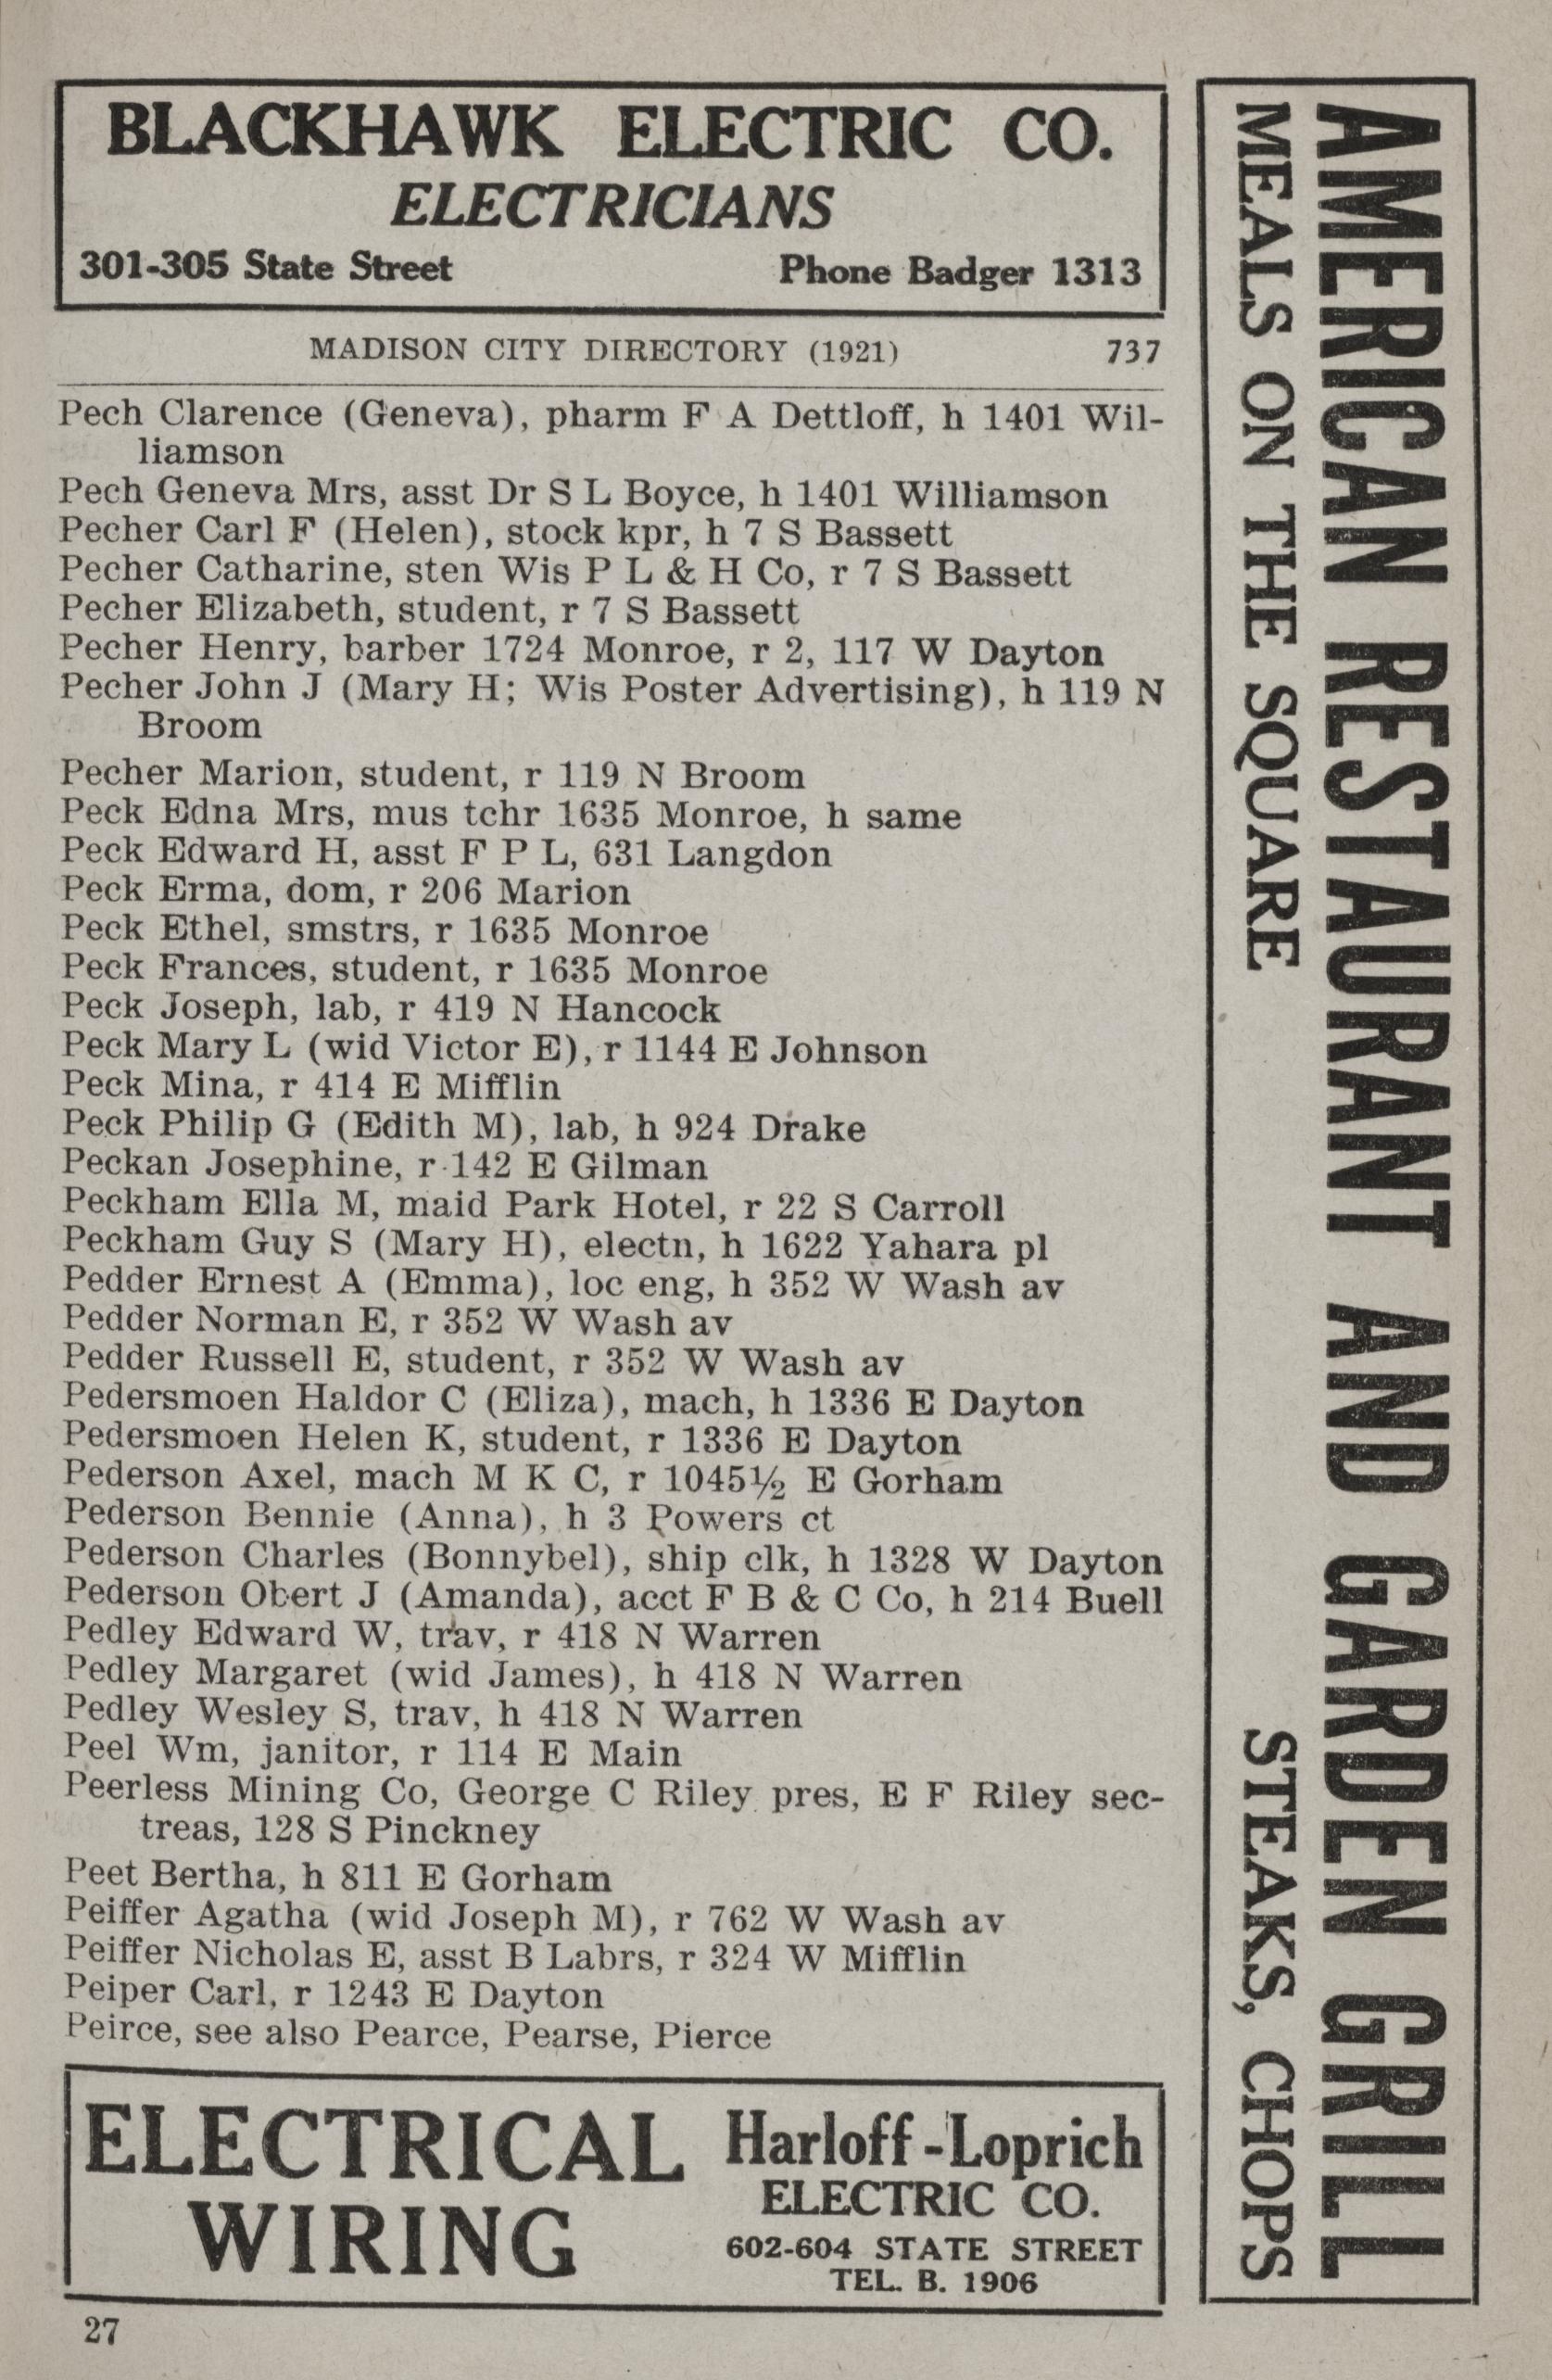 BLACKHAWK ELECTRIC CO.
ELECTRICIANS
301-305 State Street Phone Badger 1313
MADISON CITY DIRECTORY (1921) 737
Pech Clarence (Geneva), pharm F A Dettloff, h 1401 Wil-
liamson
Pech Geneva Mrs, asst Dr S L Boyce, h 1401 Williamson
Pecher Carl F (Helen), stock kpr, h 7 S Bassett
Pecher Catharine, sten Wis P L & H Co, r 7 S Bassett
Pecher Elizabeth, student, r 7 S Bassett
Pecher Henry, barber 1724 Monroe, r 2, 117 W Dayton
Pecher John J (Mary H; Wis Poster Advertising), h 119 N
Broom
Pecher Marion, student, r 119 N Broom
Peck Edna Mrs, mus tchr 1635 Monroe, h same
Peck Edward H, asst F P L, 631 Langdon
Peck Erma, dom, r 206 Marion
Peck Ethel, smstrs, r 1635 Monroe
Peck Frances, student, r 1635 Monroe
Peck Joseph, lab, r 419 N Hancock
Peck Mary L (wid Victor E), r 1144 E Johnson
Peck Mina, r 414 E Mifflin
Peck Philip G (Edith M), lab, h 924 Drake
Peckan Josephine, r 142 E Gilman
Peckham Ella M, maid Park Hotel, r 22 S Carroll
Peckham Guy S (Mary H), electn, h 1622 Yahara pl
Pedder Ernest A (Emma), loc eng, h 352 W Wash av
Pedder Norman E, r 352 W Wash av
Pedder Russell E, student, r 352 W Wash av
Pedersmoen Haldor C (Eliza), mach, h 1336 E Dayton
Pedersmoen Helen K, student, r 1336 E Dayton
Pederson Axel, mach M K C, r 1045½ E Gorham
Pederson Bennie (Anna), h 3 Powers ct
Pederson Charles (Bonnybel), ship clk, h 1328 W Dayton
Pederson Obert J (Amanda), acct F B & C Co, h 214 Buell
Pedley Edward W, trav, r 418 N Warren
Pedley Margaret (wid James), h 418 N Warren
Pedley Wesley S, trav, h 418 N Warren
Peel Wm, janitor, r 114 E Main
Peerless Mining Co, George C Riley pres, E F Riley sec-
treas, 128 S Pinckney
Peet Bertha, h 811 E Gorham
Peiffer Agatha (wid Joseph M), r 762 W Wash av
Peiffer Nicholas E, asst B Labrs, r 324 W Mifflin
Peiper Carl, r 1243 E Dayton
Peirce, see also Pearce, Pearse, Pierce
ELECTRICAL
WIRING
Harloff-Loprich
ELECTRIC CO.
602-604 STATE STREET
TEL. B. 1906
27
AMERICAN RESTAURANT AND GARDEN GRILL
MEALS ON THE SQUARE STEAKS, CHOPS